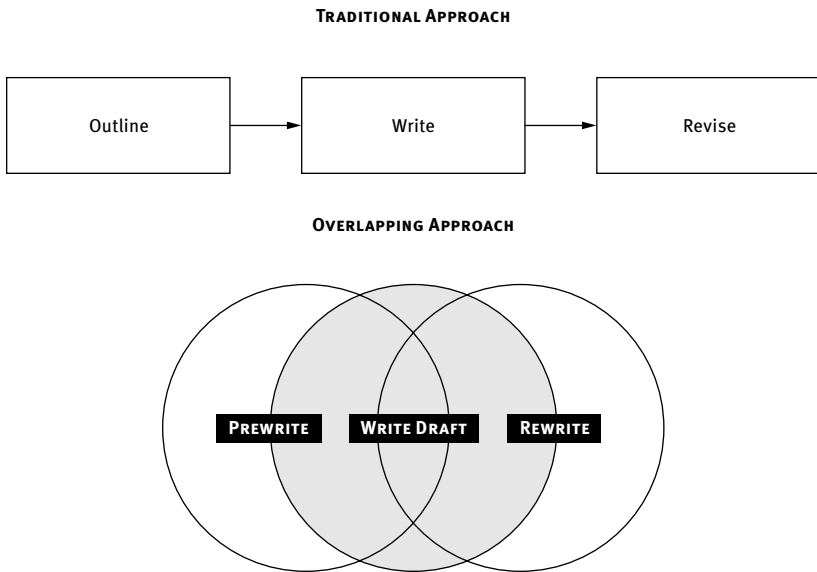 TRADITIONAL APPROACH
Outline Write Revise
OVERLAPPING APPROACH
PREWRITE WRITE DRAFT REWRITE